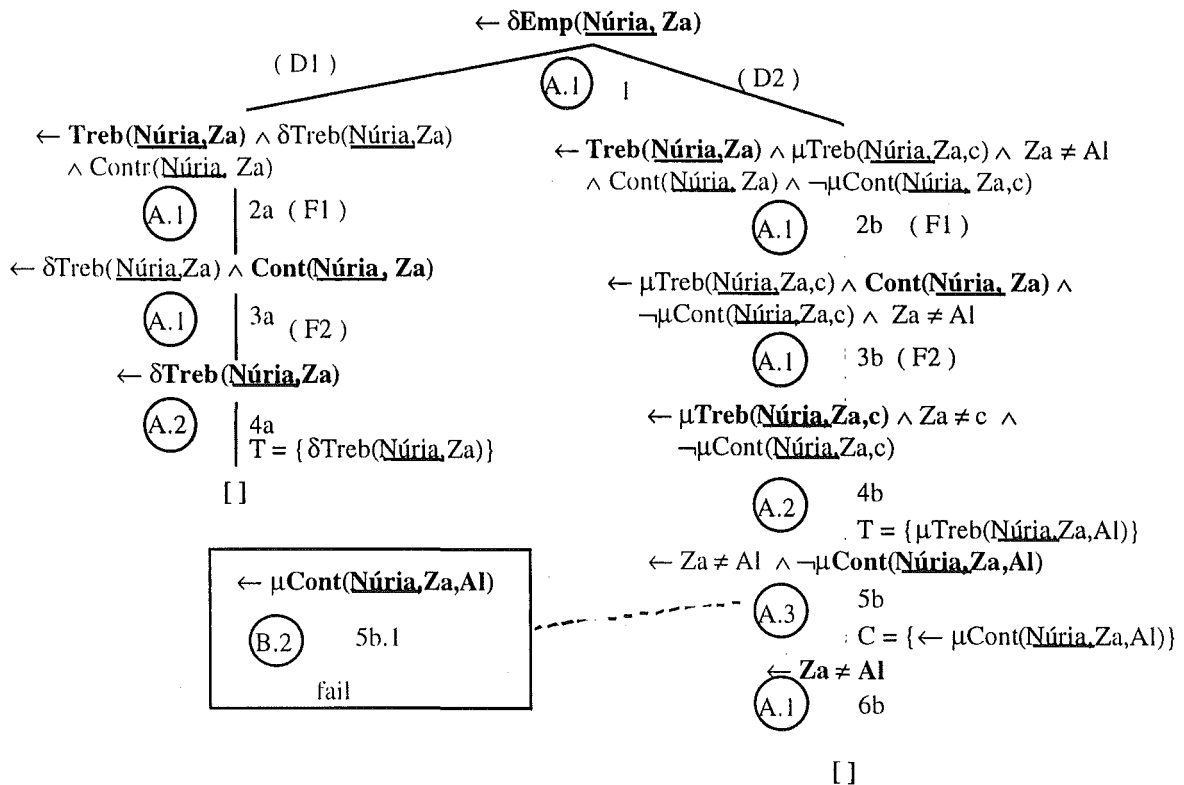 ← δEmp(Núria, Za)
( D1 )
( D2 )
A.1 1
← Treb(Núria,Za) ∧ δTreb(Núria,Za)
∧ Contr(Núria, Za)
A.1 2a ( F1 )
← δTreb(Núria,Za) ∧ Cont(Núria, Za)
A.1 3a ( F2 )
← δTreb(Núria,Za)
A.2 4a
T = {δTreb(Núria,Za)}
[ ]
← Treb(Núria,Za) ∧ μTreb(Núria,Za,c) ∧ Za ≠ Al
∧ Cont(Núria, Za) ∧ ¬μCont(Núria, Za,c)
A.1 2b ( F1 )
← μTreb(Núria,Za,c) ∧ Cont(Núria, Za) ∧
¬μCont(Núria,Za,c) ∧ Za ≠ Al
A.1 3b ( F2 )
← μTreb(Núria,Za,c) ∧ Za ≠ c ∧
¬μCont(Núria,Za,c)
A.2 4b
T = {μTreb(Núria,Za,Al)}
← Za ≠ Al ∧ ¬μCont(Núria,Za,Al)
A.3 5b
C = {← μCont(Núria,Za,Al)}
← Za ≠ Al
A.1 6b
[ ]
← μCont(Núria,Za,Al)
B.2 5b.1
fail